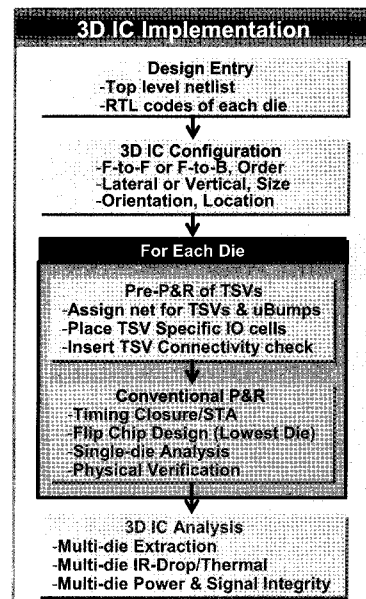 3D IC Implementation
Design Entry
-Top level netlist
-RTL codes of each die
3D IC Configuration
-F-to-F or F-to-B, Order
-Lateral or Vertical, Size
-Orientation, Location
For Each Die
Pre-P&R of TSVs
-Assign net for TSVs & uBumps
-Place TSV Specific IO cells
-Insert TSV Connectivity check
Conventional P&R
-Timing Closure/STA
-Flip Chip Design (Lowest Die)
-Single-die Analysis
-Physical Verification
3D IC Analysis
-Multi-die Extraction
-Multi-die IR-Drop/Thermal
-Multi-die Power & Signal Integrity